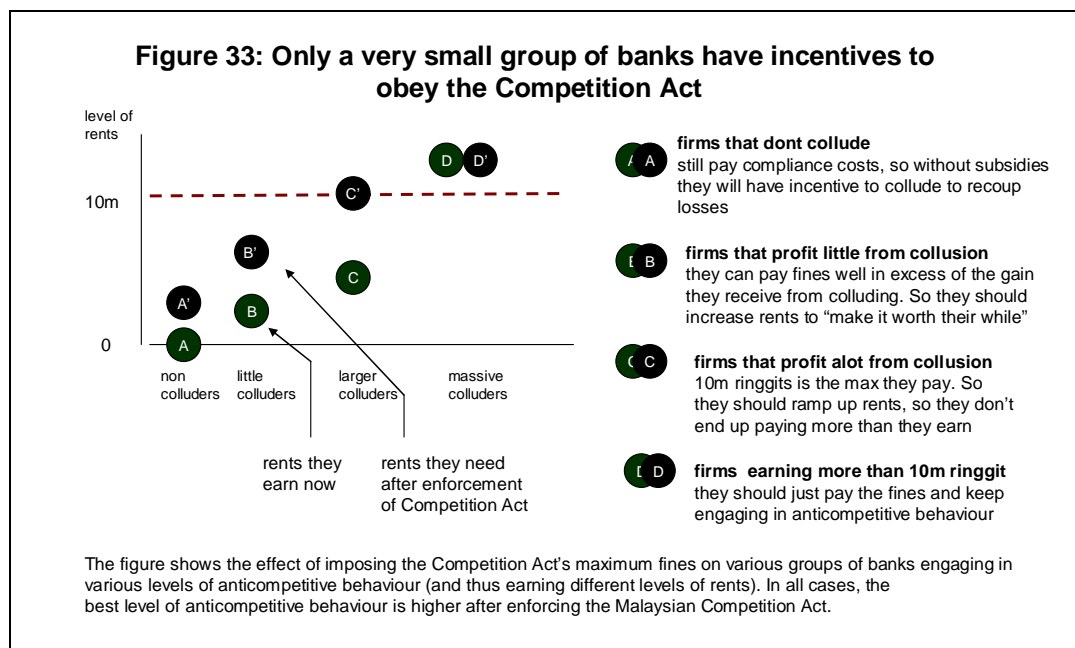 Figure 33: Only a very small group of banks have incentives to
obey the Competition Act
level of
rents
10m
0
A'
A
B'
B
C'
C
D
D'
non
colluders
little
colluders
larger
colluders
massive
colluders
rents they
earn now
rents they need
after enforcement
of Competition Act
A A
firms that dont collude
still pay compliance costs, so without subsidies
they will have incentive to collude to recoup
losses
B B
firms that profit little from collusion
they can pay fines well in excess of the gain
they receive from colluding. So they should
increase rents to “make it worth their while”
C C
firms that profit alot from collusion
10m ringgits is the max they pay. So
they should ramp up rents, so they don’t
end up paying more than they earn
D D
firms  earning more than 10m ringgit
they should just pay the fines and keep
engaging in anticompetitive behaviour
The figure shows the effect of imposing the Competition Act’s maximum fines on various groups of banks engaging in
various levels of anticompetitive behaviour (and thus earning different levels of rents). In all cases, the
best level of anticompetitive behaviour is higher after enforcing the Malaysian Competition Act.